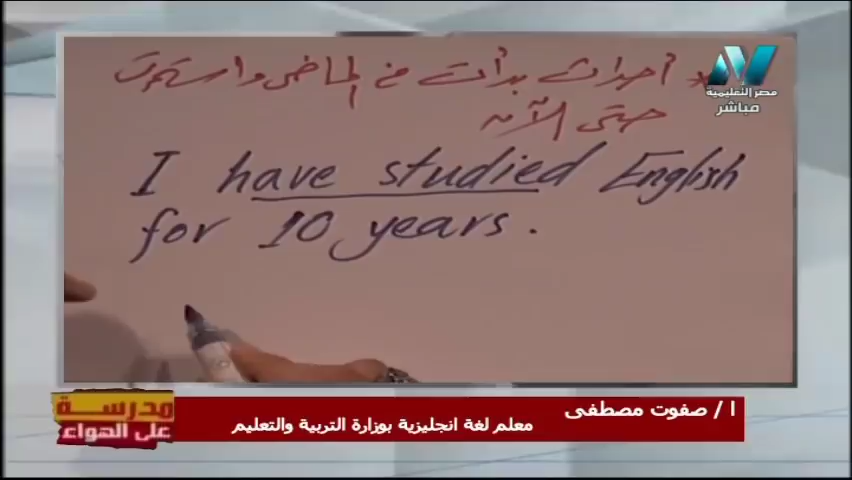 * أحداث بدأت في الماضى واستمرت
حتى الآن
I have studied English
for 10 years.
مصر التعليمية
مباشر
ا / صفوت مصطفى
معلم لغة انجليزية بوزارة التربية والتعليم
مدرسة
على الهواء